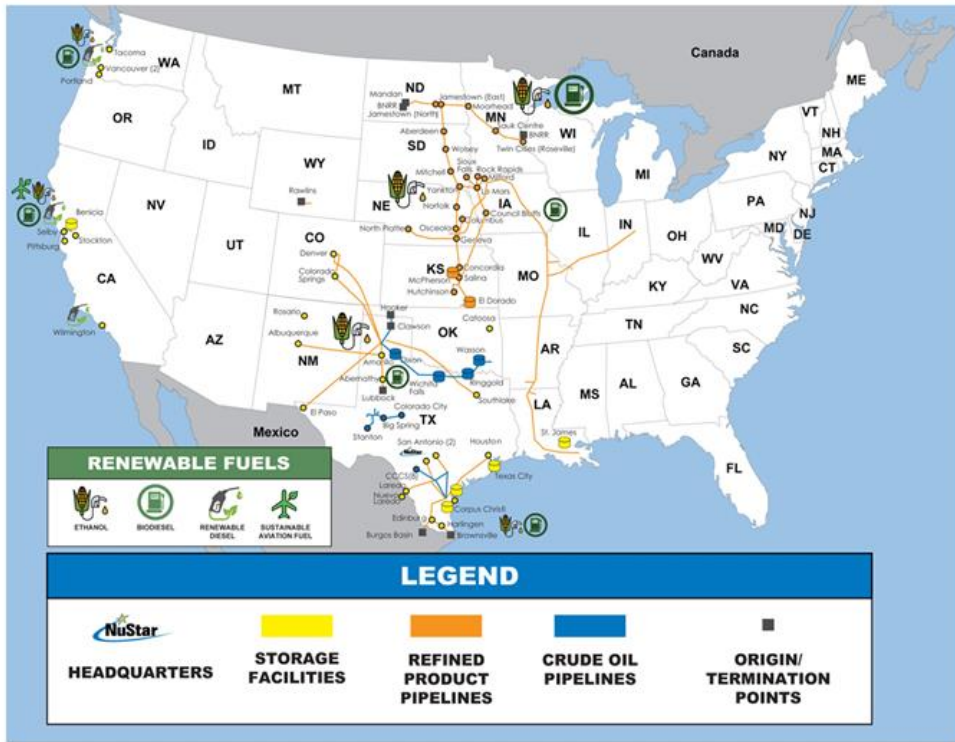 Canada
WA
Tacoma
Vancouver (2)
Portland
MT
ND
Mandan
BNRR
Jamestown (North)
Jamestown (East)
Moorhead
MN
Sauk Centre
BNRR
Twin Cities (Roseville)
WI
ME
VT
NH
MA
CT
NY
MI
OR
ID
WY
Rawlins
SD
Aberdeen
Wolsey
Mitchell
Sioux
Falls
Rock Rapids
Milford
Yankton
Le Mars
NE
Norfolk
IA
Council Bluffs
Columbus
North Platte
Osceola
Geneva
IL
IN
OH
PA
NJ
MD
DE
WV
VA
Benicia
Selby
Stockton
Pittsburg
NV
UT
CO
Denver
Colorado
Springs
KS
Concordia
Salina
McPherson
Hutchinson
El Dorado
MO
KY
NC
CA
Wilmington
AZ
NM
Rosario
Albuquerque
Hooker
Clawson
OK
Catoosa
Wasson
Dixon
Amarillo
Abernathy
Lubbock
Wichita
Falls
Ringgold
Southlake
AR
TN
SC
MS
AL
GA
LA
St. James
FL
El Paso
Mexico
TX
Colorado City
Big Spring
Stanton
San Antonio (2)
NuStar
Houston
Texas City
CCCS(8)
Laredo
Nuevo
Laredo
Corpus Christi
Edinburg
Harlingen
Burgos Basin
Brownsville
RENEWABLE FUELS
ETHANOL
BIODIESEL
RENEWABLE
DIESEL
SUSTAINABLE
AVIATION FUEL
LEGEND
NuStar
HEADQUARTERS
STORAGE
FACILITIES
REFINED
PRODUCT
PIPELINES
CRUDE OIL
PIPELINES
ORIGIN/
TERMINATION
POINTS